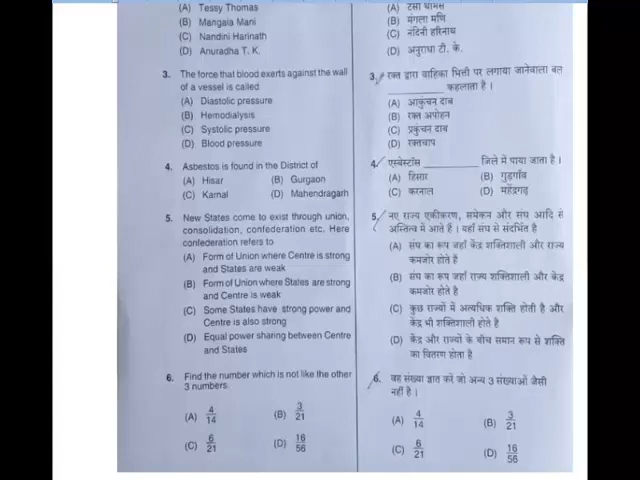 (A) Tessy Thomas
(B) Mangala Mani
(C) Nandini Harinath
(D) Anuradha T. K.
3. The force that blood exerts against the wall
of a vessel is called
(A) Diastolic pressure
(B) Hemodialysis
(C) Systolic pressure
(D) Blood pressure
4. Asbestos is found in the District of
(A) Hisar (B) Gurgaon
(C) Karnal (D) Mahendragarh
5. New States come to exist through union,
consolidation, confederation etc. Here
confederation refers to
(A) Form of Union where Centre is strong
and States are weak
(B) Form of Union where States are strong
and Centre is weak
(C) Some States have strong power and
Centre is also strong
(D) Equal power sharing between Centre
and States
6. Find the number which is not like the other
3 numbers.
(A) 4/14 (B) 3/21
(C) 6/21 (D) 16/56
(A) टेसी थॉमस
(B) मंगला मणि
(C) नंदिनी हरिनाथ
(D) अनुराधा टी. के.
3. रक्त द्वारा वाहिका भित्ती पर लगाया जानेवाला बल
________ कहलाता है ।
(A) आकुंचन दाब
(B) रक्त अपोहन
(C) प्रकुंचन दाब
(D) रक्तचाप
4. एस्बेस्टॉस ________ जिले में पाया जाता है ।
(A) हिसार (B) गुड़गाँव
(C) करनाल (D) महेंद्रगढ़
5. नए राज्य एकीकरण, समेकन और संघ आदि से
अस्तित्व में आते हैं । यहाँ संघ से संदर्भित है
(A) संघ का रूप जहाँ केंद्र शक्तिशाली और राज्य
कमजोर होते है
(B) संघ का रूप जहाँ राज्य शक्तिशाली और केंद्र
कमजोर होते है
(C) कुछ राज्यों में अत्यधिक शक्ति होती है और
केंद्र भी शक्तिशाली होते है
(D) केंद्र और राज्यों के बीच समान रूप से शक्ति
का वितरण होता है
6. वह संख्या ज्ञात करें जो अन्य 3 संख्याओं जैसी
नहीं है ।
(A) 4/14 (B) 3/21
(C) 6/21 (D) 16/56